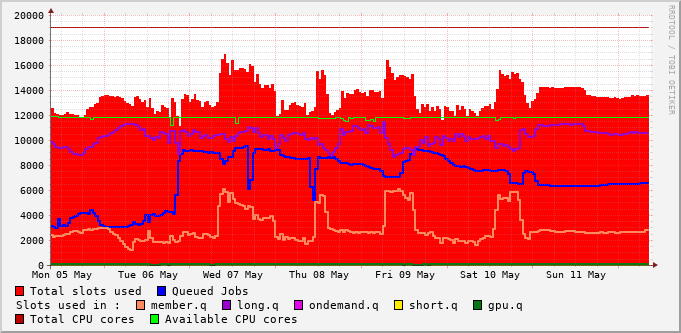 RRDTOOL / TOBI OETIKER
20000
18000
16000
14000
12000
10000
8000
6000
4000
2000
0
Mon 05 May Tue 06 May Wed 07 May Thu 08 May Fri 09 May Sat 10 May Sun 11 May
Total slots used Queued Jobs
Slots used in : member.q long.q ondemand.q short.q gpu.q
Total CPU cores Available CPU cores